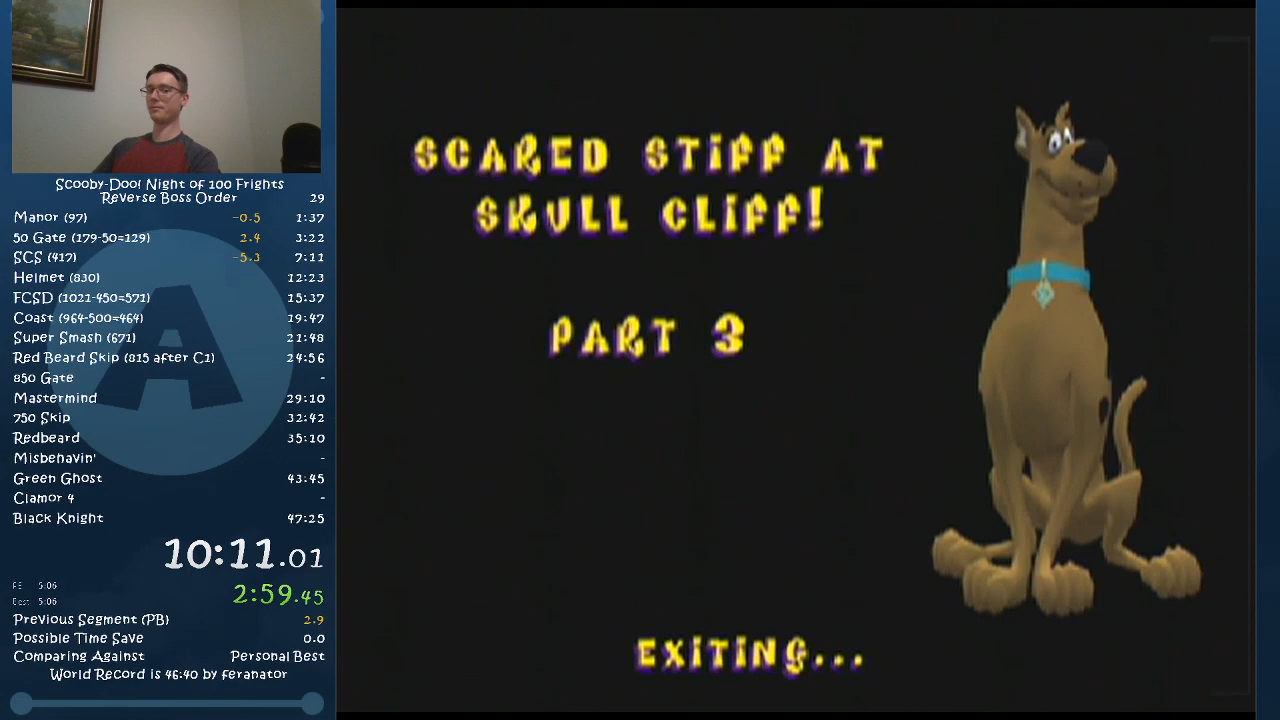 Scooby-Doo! Night of 100 Frights
Reverse Boss Order 29
Manor (97) -0.5 1:37
50 Gate (179-50=129) 2.4 3:22
SCS (417) -5.3 7:11
Helmet (830) 12:23
FCSD (1021-450=571) 15:37
Coast (964-500=464) 19:47
Super Smash (671) 21:48
Red Beard Skip (815 after C1) 24:56
850 Gate -
Mastermind 29:10
750 Skip 32:42
Redbeard 35:10
Misbehavin' -
Green Ghost 43:45
Clamor 4 -
Black Knight 47:25
10:11.01
5:06
Best: 5:06
2:59.45
Previous Segment (PB) 2.9
Possible Time Save 0.0
Comparing Against Personal Best
World Record is 46:40 by feranator
SCARED STIFF AT
SKULL CLIFF!
PART 3
EXITING...